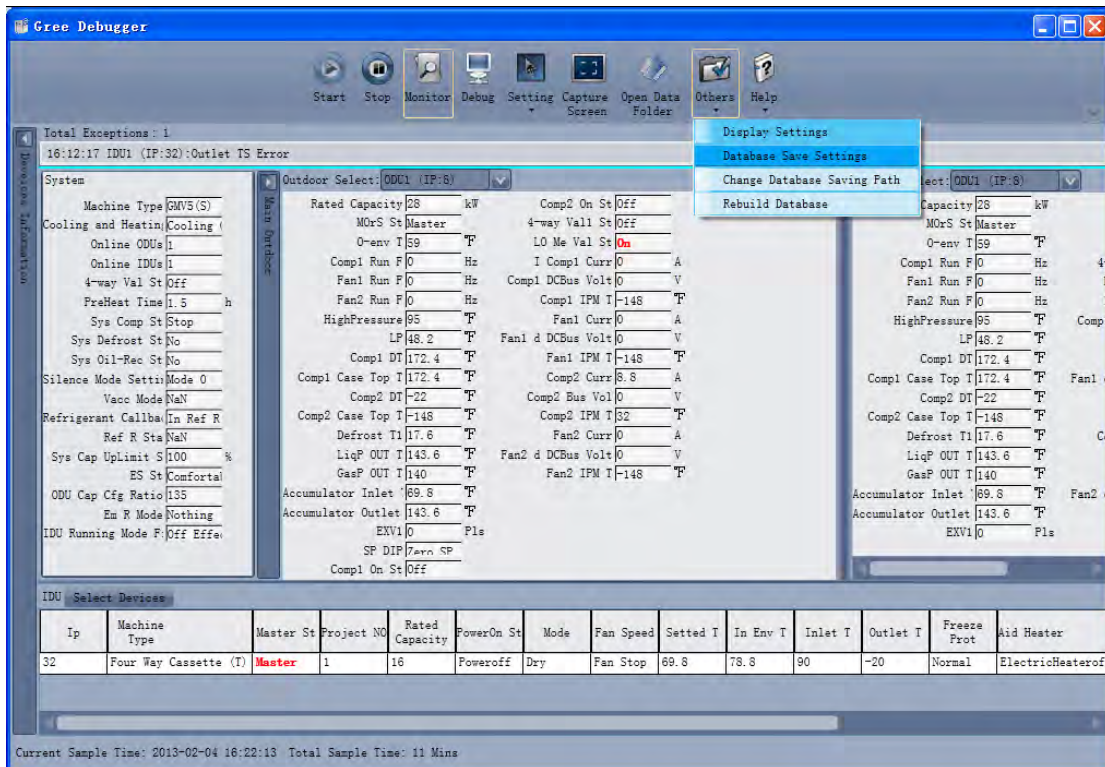 Gree Debugger
Start Stop Monitor Debug Setting Capture Screen Open Data Folder Others Help
Display Settings
Database Save Settings
Change Database Saving Path
Rebuild Database
Total Exceptions: 1
16:12:17 IDU1 (IP:32):Outlet TS Error
Devices Information
System
Machine Type GMV5(S)
Cooling and Heatin Cooling (
Online ODUs 1
Online IDUs 1
4-way Val St Off
PreHeat Time 1.5 h
Sys Comp St Stop
Sys Defrost St No
Sys Oil-Rec St No
Silence Mode Setti Mode 0
Vacc Mode NaN
Refrigerant Callba In Ref R
Ref R Sta NaN
Sys Cap UpLimit S 100 %
ES St Comforta
ODU Cap Cfg Ratio 135
Em R Mode Nothing
IDU Running Mode F: Off Effe
Main Outdoor
Outdoor Select: ODU1 (IP:8)
Rated Capacity 28 kW
MOrS St Master
O-env T 59 °F
Comp1 Run F 0 Hz
Fan1 Run F 0 Hz
Fan2 Run F 0 Hz
HighPressure 95 °F
LP 48.2 °F
Comp1 DT 172.4 °F
Comp1 Case Top T 172.4 °F
Comp2 DT -22 °F
Comp2 Case Top T -148 °F
Defrost T1 17.6 °F
LiqP OUT T 143.6 °F
GasP OUT T 140 °F
Accumulator Inlet 69.8 °F
Accumulator Outlet 143.6 °F
EXV1 0 Pls
SP DIP Zero SP
Comp1 On St Off
Comp2 On St Off
4-way Val1 St Off
LO Me Val St On
I Comp1 Curr 0 A
Comp1 DCBus Volt 0 V
Comp1 IPM T -148 °F
Fan1 Curr 0 A
Fan1 d DCBus Volt 0 V
Fan1 IPM T -148 °F
Comp2 Curr 8.8 A
Comp2 Bus Vol 0 V
Comp2 IPM T 32 °F
Fan2 Curr 0 A
Fan2 d DCBus Volt 0 V
Fan2 IPM T -148 °F
lect: ODU1 (IP:8)
Capacity 28 kW
MOrS St Master
O-env T 59 °F
Comp1 Run F 0 Hz 4
Fan1 Run F 0 Hz
Fan2 Run F 0 Hz
HighPressure 95 °F Comp
LP 48.2 °F
Comp1 DT 172.4 °F
Comp1 Case Top T 172.4 °F Fan1
Comp2 DT -22 °F
Comp2 Case Top T -148 °F
Defrost T1 17.6 °F C
LiqP OUT T 143.6 °F
GasP OUT T 140 °F
Accumulator Inlet 69.8 °F Fan2
Accumulator Outlet 143.6 °F
EXV1 0 Pls
IDU Select Devices
Ip Machine Type Master St Project NO Rated Capacity PowerOn St Mode Fan Speed Setted T In Env T Inlet T Outlet T Freeze Prot Aid Heater
32 Four Way Cassette (T) Master 1 16 Poweroff Dry Fan Stop 69.8 78.8 90 -20 Normal ElectricHeaterof
Current Sample Time: 2013-02-04 16:22:13 Total Sample Time: 11 Mins